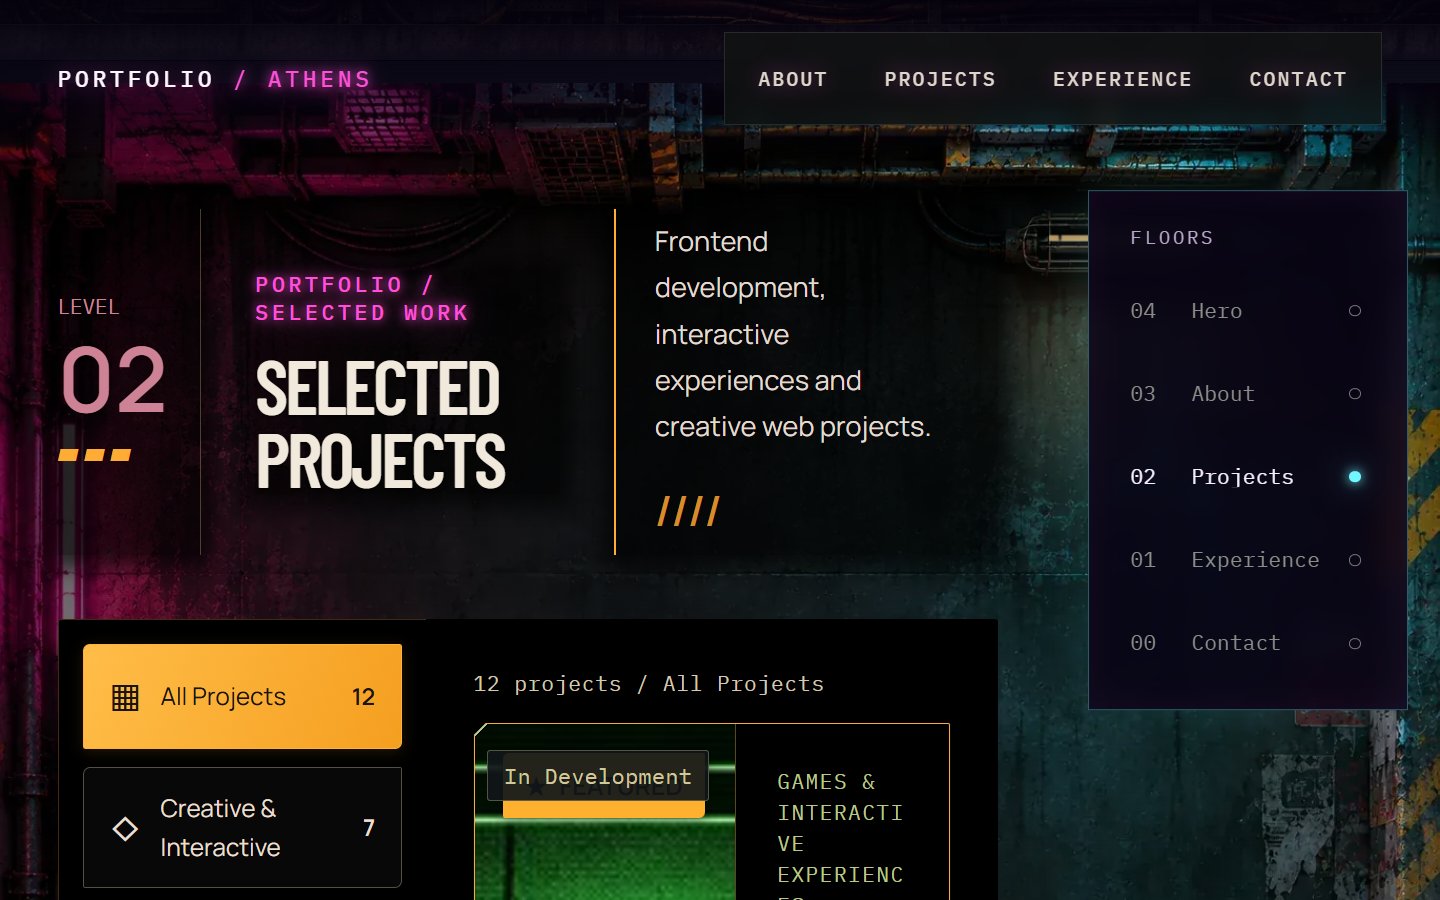 PORTFOLIO / ATHENS
ABOUT PROJECTS EXPERIENCE CONTACT
LEVEL
02
PORTFOLIO /
SELECTED WORK
SELECTED
PROJECTS
Frontend
development,
interactive
experiences and
creative web projects.
////
FLOORS
04 Hero
03 About
02 Projects
01 Experience
00 Contact
All Projects 12
Creative &
Interactive
7
12 projects / All Projects
In Development
★ FEATURED
GAMES &
INTERACTI
VE
EXPERIENC